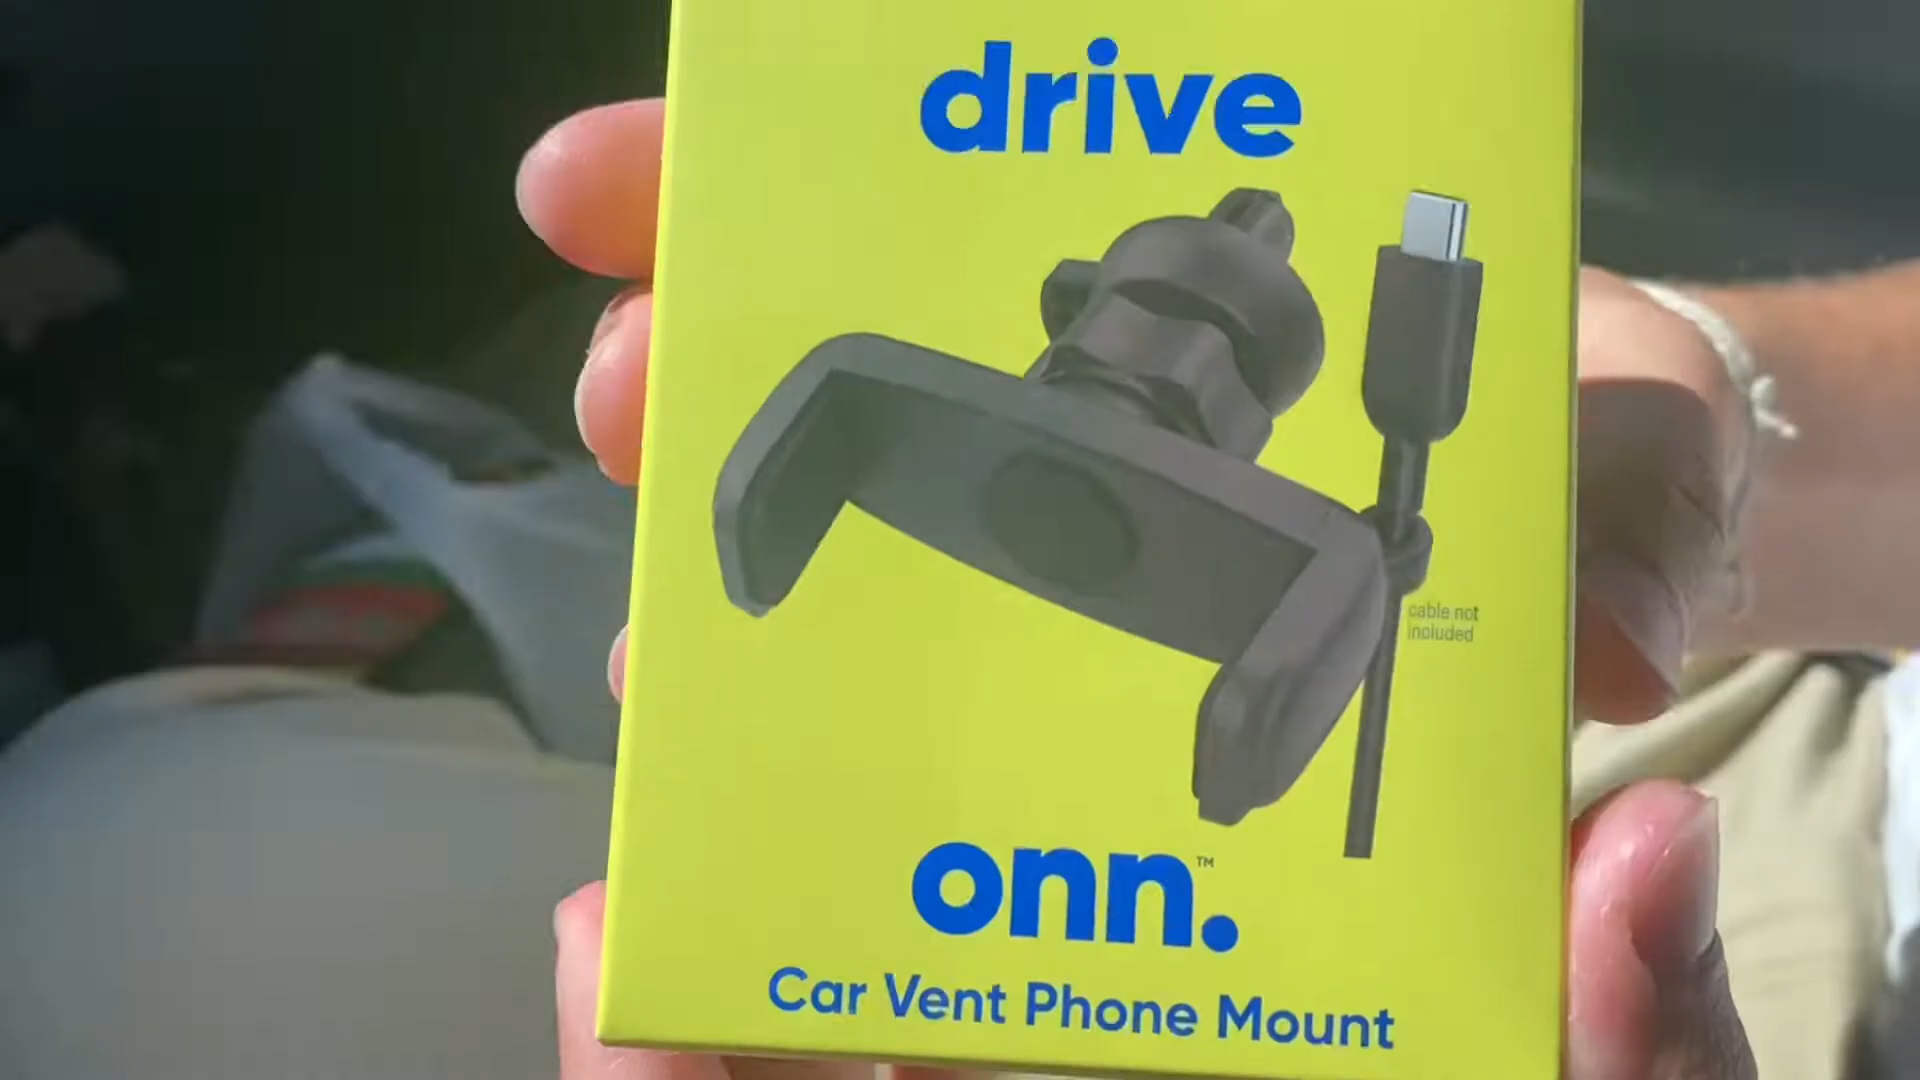 drive
cable not
included
onn.™
Car Vent Phone Mount